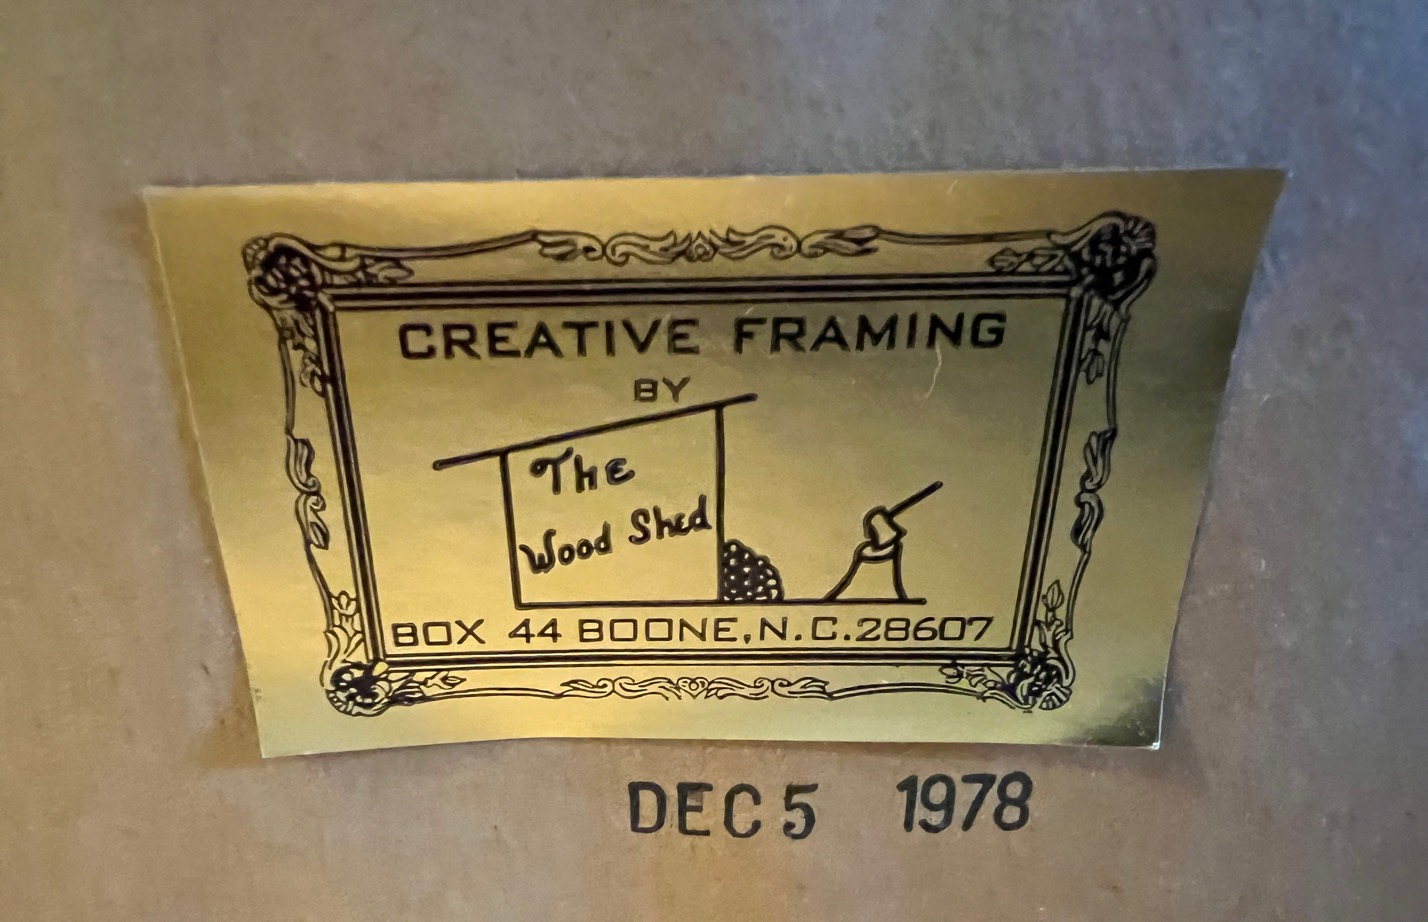 CREATIVE FRAMING
BY
The
Wood Shed
BOX 44 BOONE, N.C. 28607
DEC 5 1978